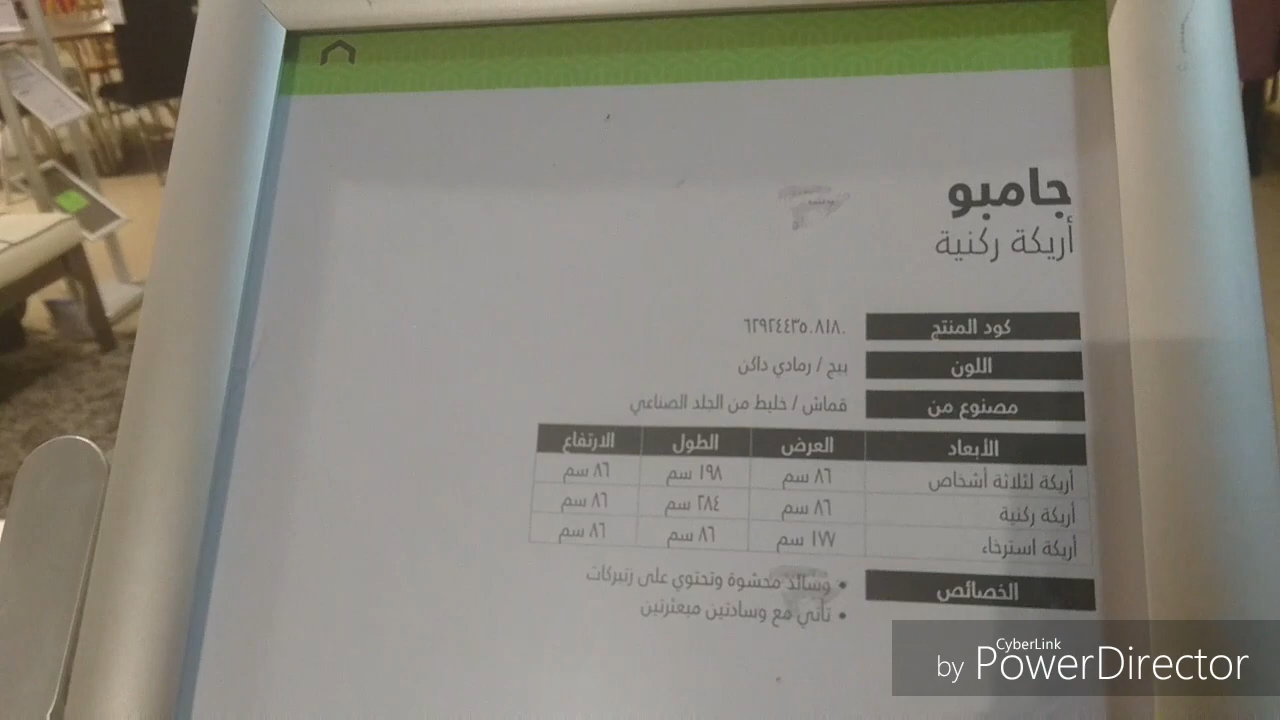 جامبو
أريكة ركنية
كود المنتج ٦٢٩٢٤٤٣٥٠٨١٨٠
اللون بيج / رمادي داكن
مصنوع من قماش / خليط من الجلد الصناعي
الأبعاد العرض الطول الارتفاع
أريكة لثلاثة أشخاص ٨٦ سم ١٩٨ سم ٨٦ سم
أريكة ركنية ٨٦ سم ٢٨٤ سم ٨٦ سم
أريكة استرخاء ١٧٧ سم ٨٦ سم ٨٦ سم
الخصائص • وسائد محشوة وتحتوي على زنبركات
• تأتي مع وسادتين مبعثرتين
CyberLink
by PowerDirector